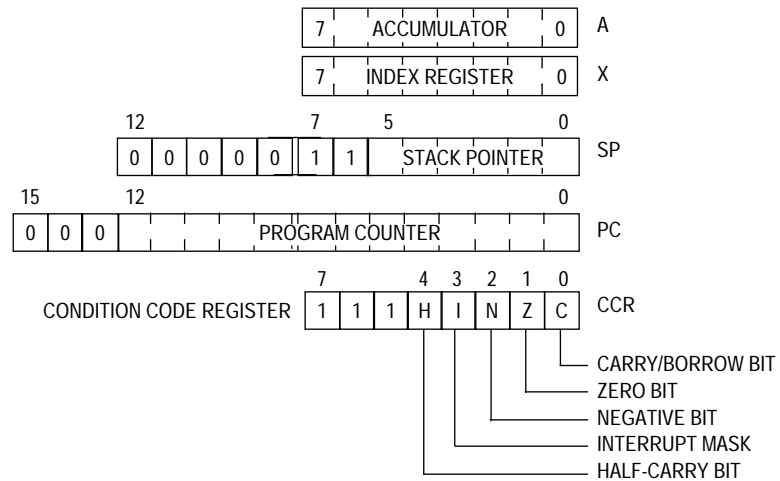 7 ACCUMULATOR 0 A
7 INDEX REGISTER 0 X
12 7 5 0
0 0 0 0 0 1 1 STACK POINTER SP
15 12 0
0 0 0 PROGRAM COUNTER PC
7 4 3 2 1 0
CONDITION CODE REGISTER 1 1 1 H I N Z C CCR
CARRY/BORROW BIT
ZERO BIT
NEGATIVE BIT
INTERRUPT MASK
HALF-CARRY BIT